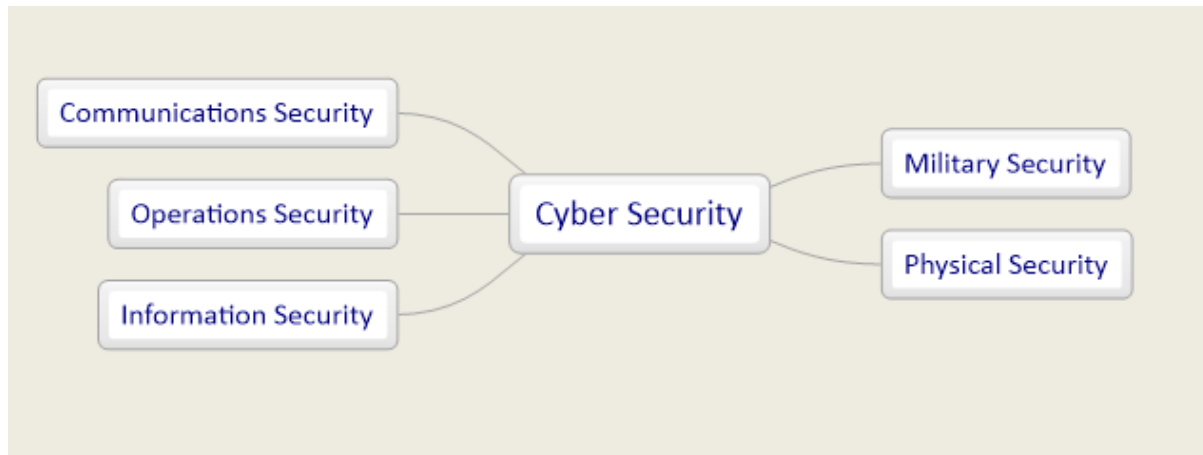 Communications Security
Operations Security
Information Security
Cyber Security
Military Security
Physical Security